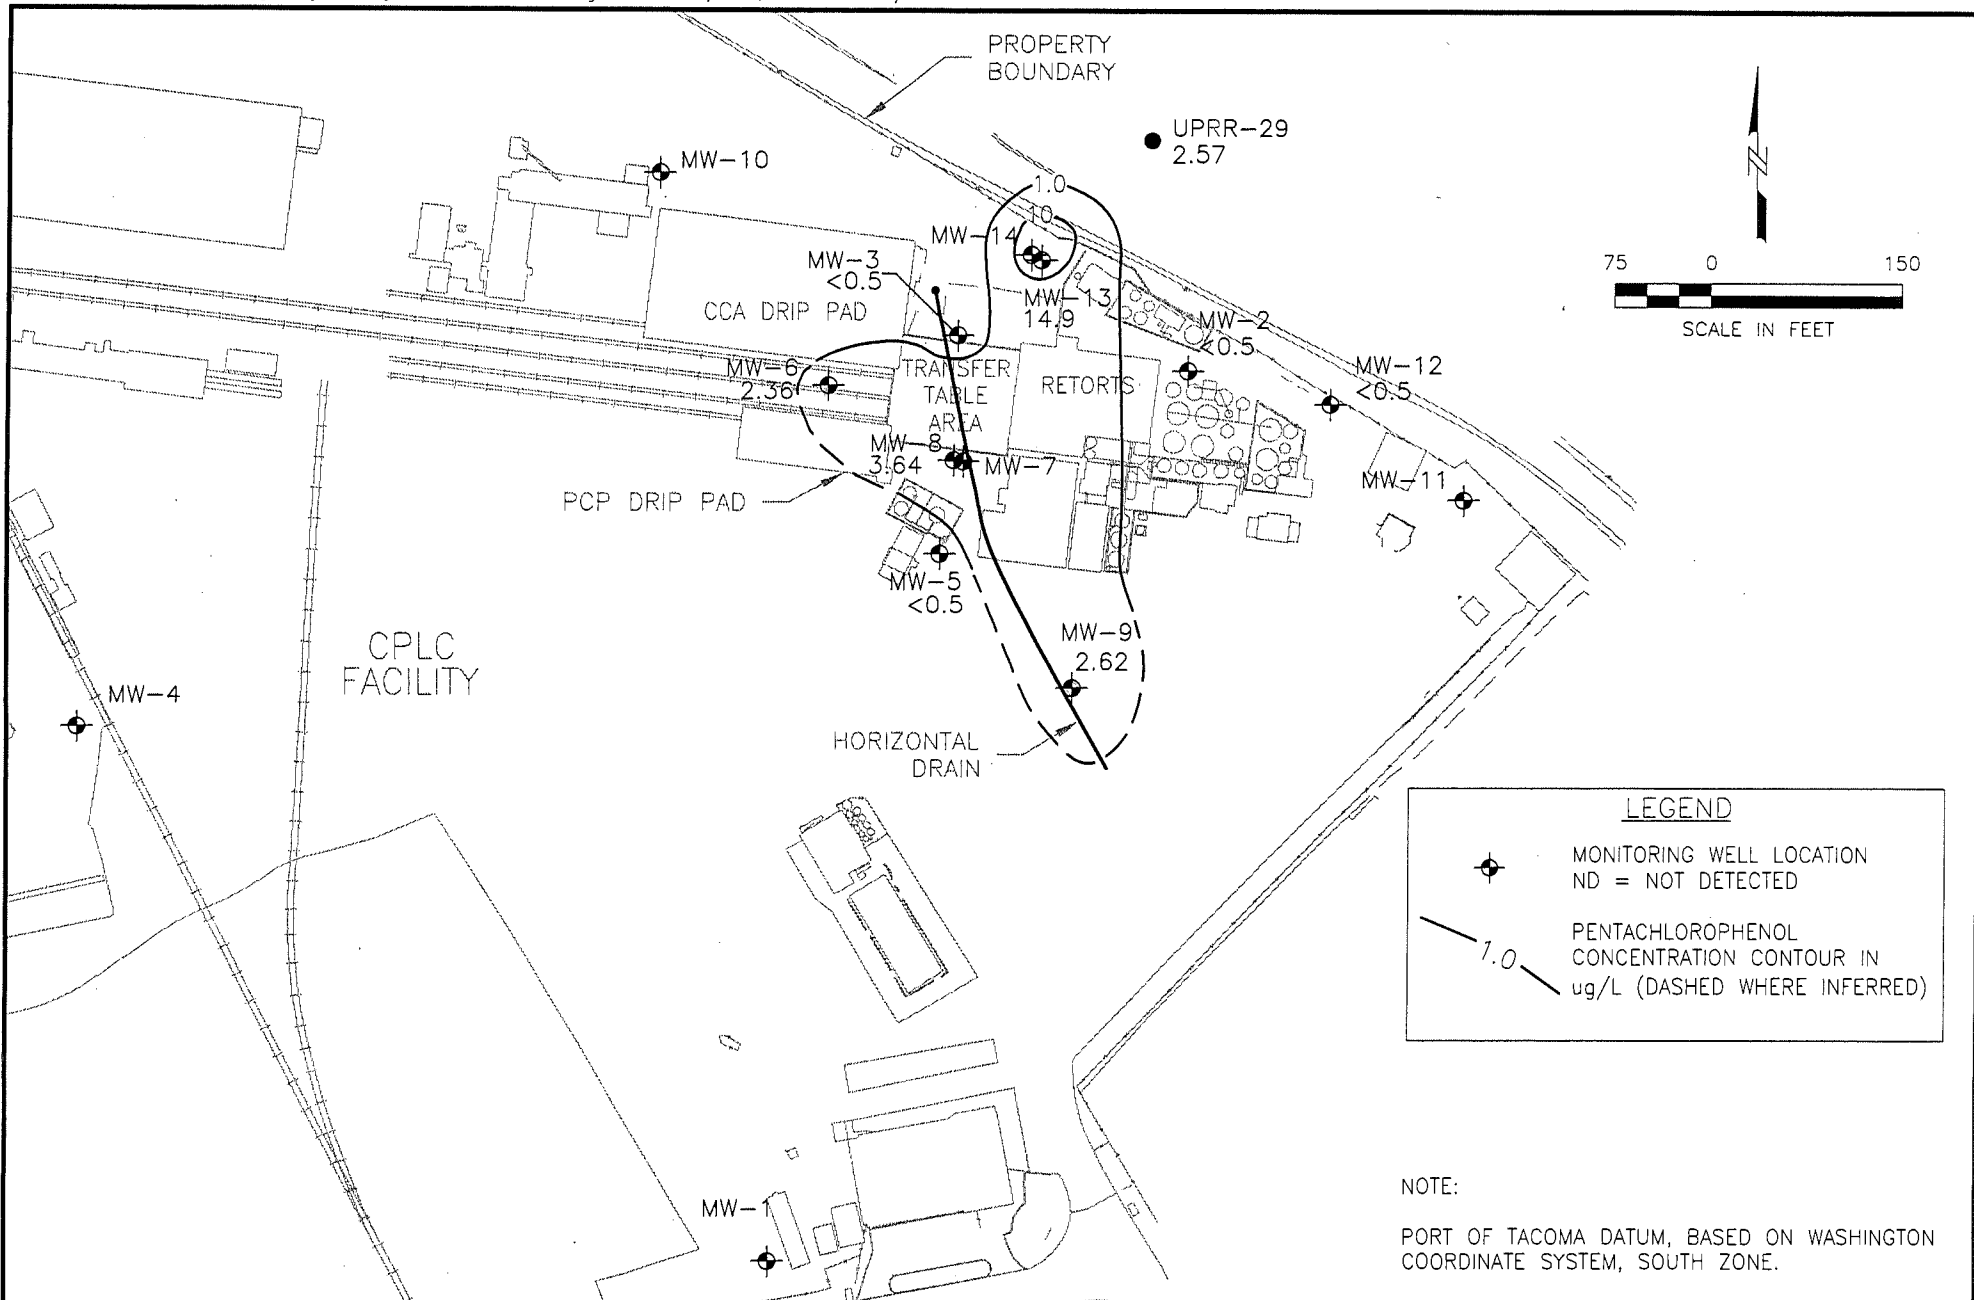 PROPERTY
BOUNDARY
UPRR-29
2.57
MW-10
1.0
10
N
MW-14
MW-3
<0.5
75 0 150
SCALE IN FEET
CCA DRIP PAD
MW-13
14.9
MW-2
<0.5
MW-12
<0.5
MW-6
2.36
TRANSFER
TABLE
AREA
RETORTS
MW-8
3.64
MW-7
MW-11
PCP DRIP PAD
MW-5
<0.5
MW-9
2.62
CPLC
FACILITY
MW-4
HORIZONTAL
DRAIN
LEGEND
MONITORING WELL LOCATION
ND = NOT DETECTED
1.0
PENTACHLOROPHENOL
CONCENTRATION CONTOUR IN
ug/L (DASHED WHERE INFERRED)
MW-1
NOTE:
PORT OF TACOMA DATUM, BASED ON WASHINGTON
COORDINATE SYSTEM, SOUTH ZONE.